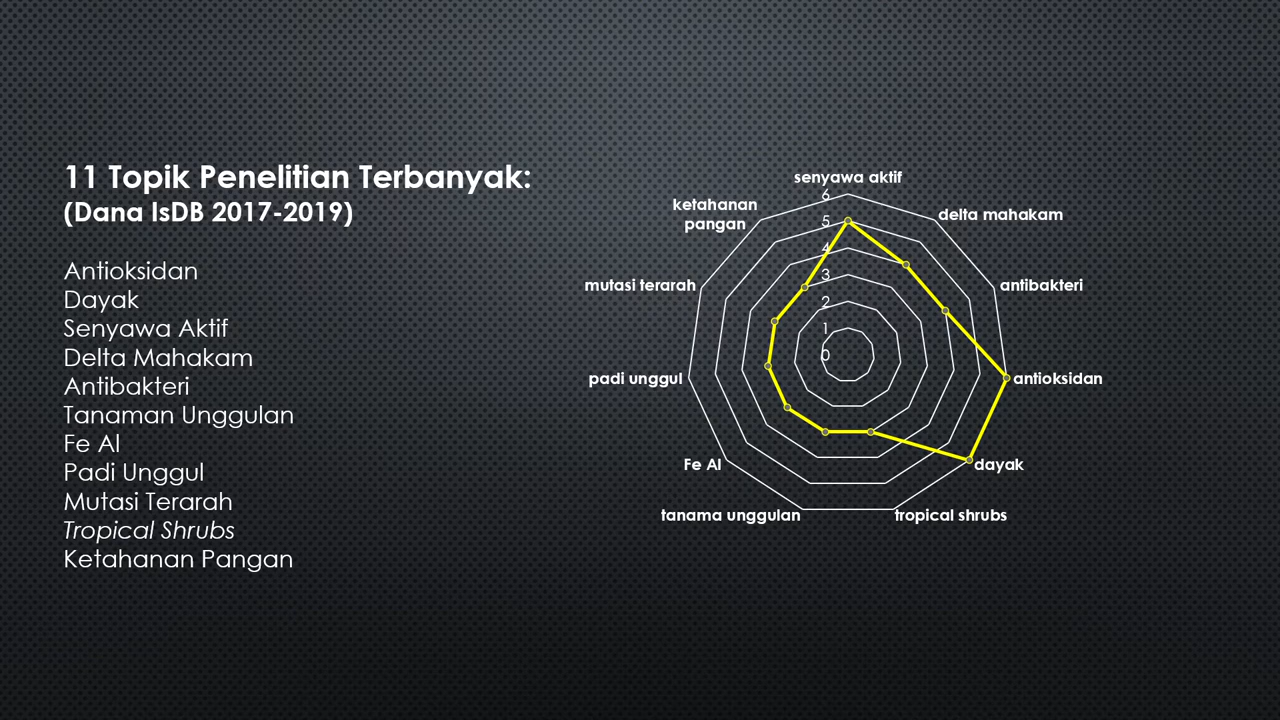 11 Topik Penelitian Terbanyak:
(Dana IsDB 2017-2019)
Antioksidan
Dayak
Senyawa Aktif
Delta Mahakam
Antibakteri
Tanaman Unggulan
Fe Al
Padi Unggul
Mutasi Terarah
Tropical Shrubs
Ketahanan Pangan
senyawa aktif
delta mahakam
antibakteri
antioksidan
dayak
tropical shrubs
tanama unggulan
Fe Al
padi unggul
mutasi terarah
ketahanan
pangan
6
5
4
3
2
1
0